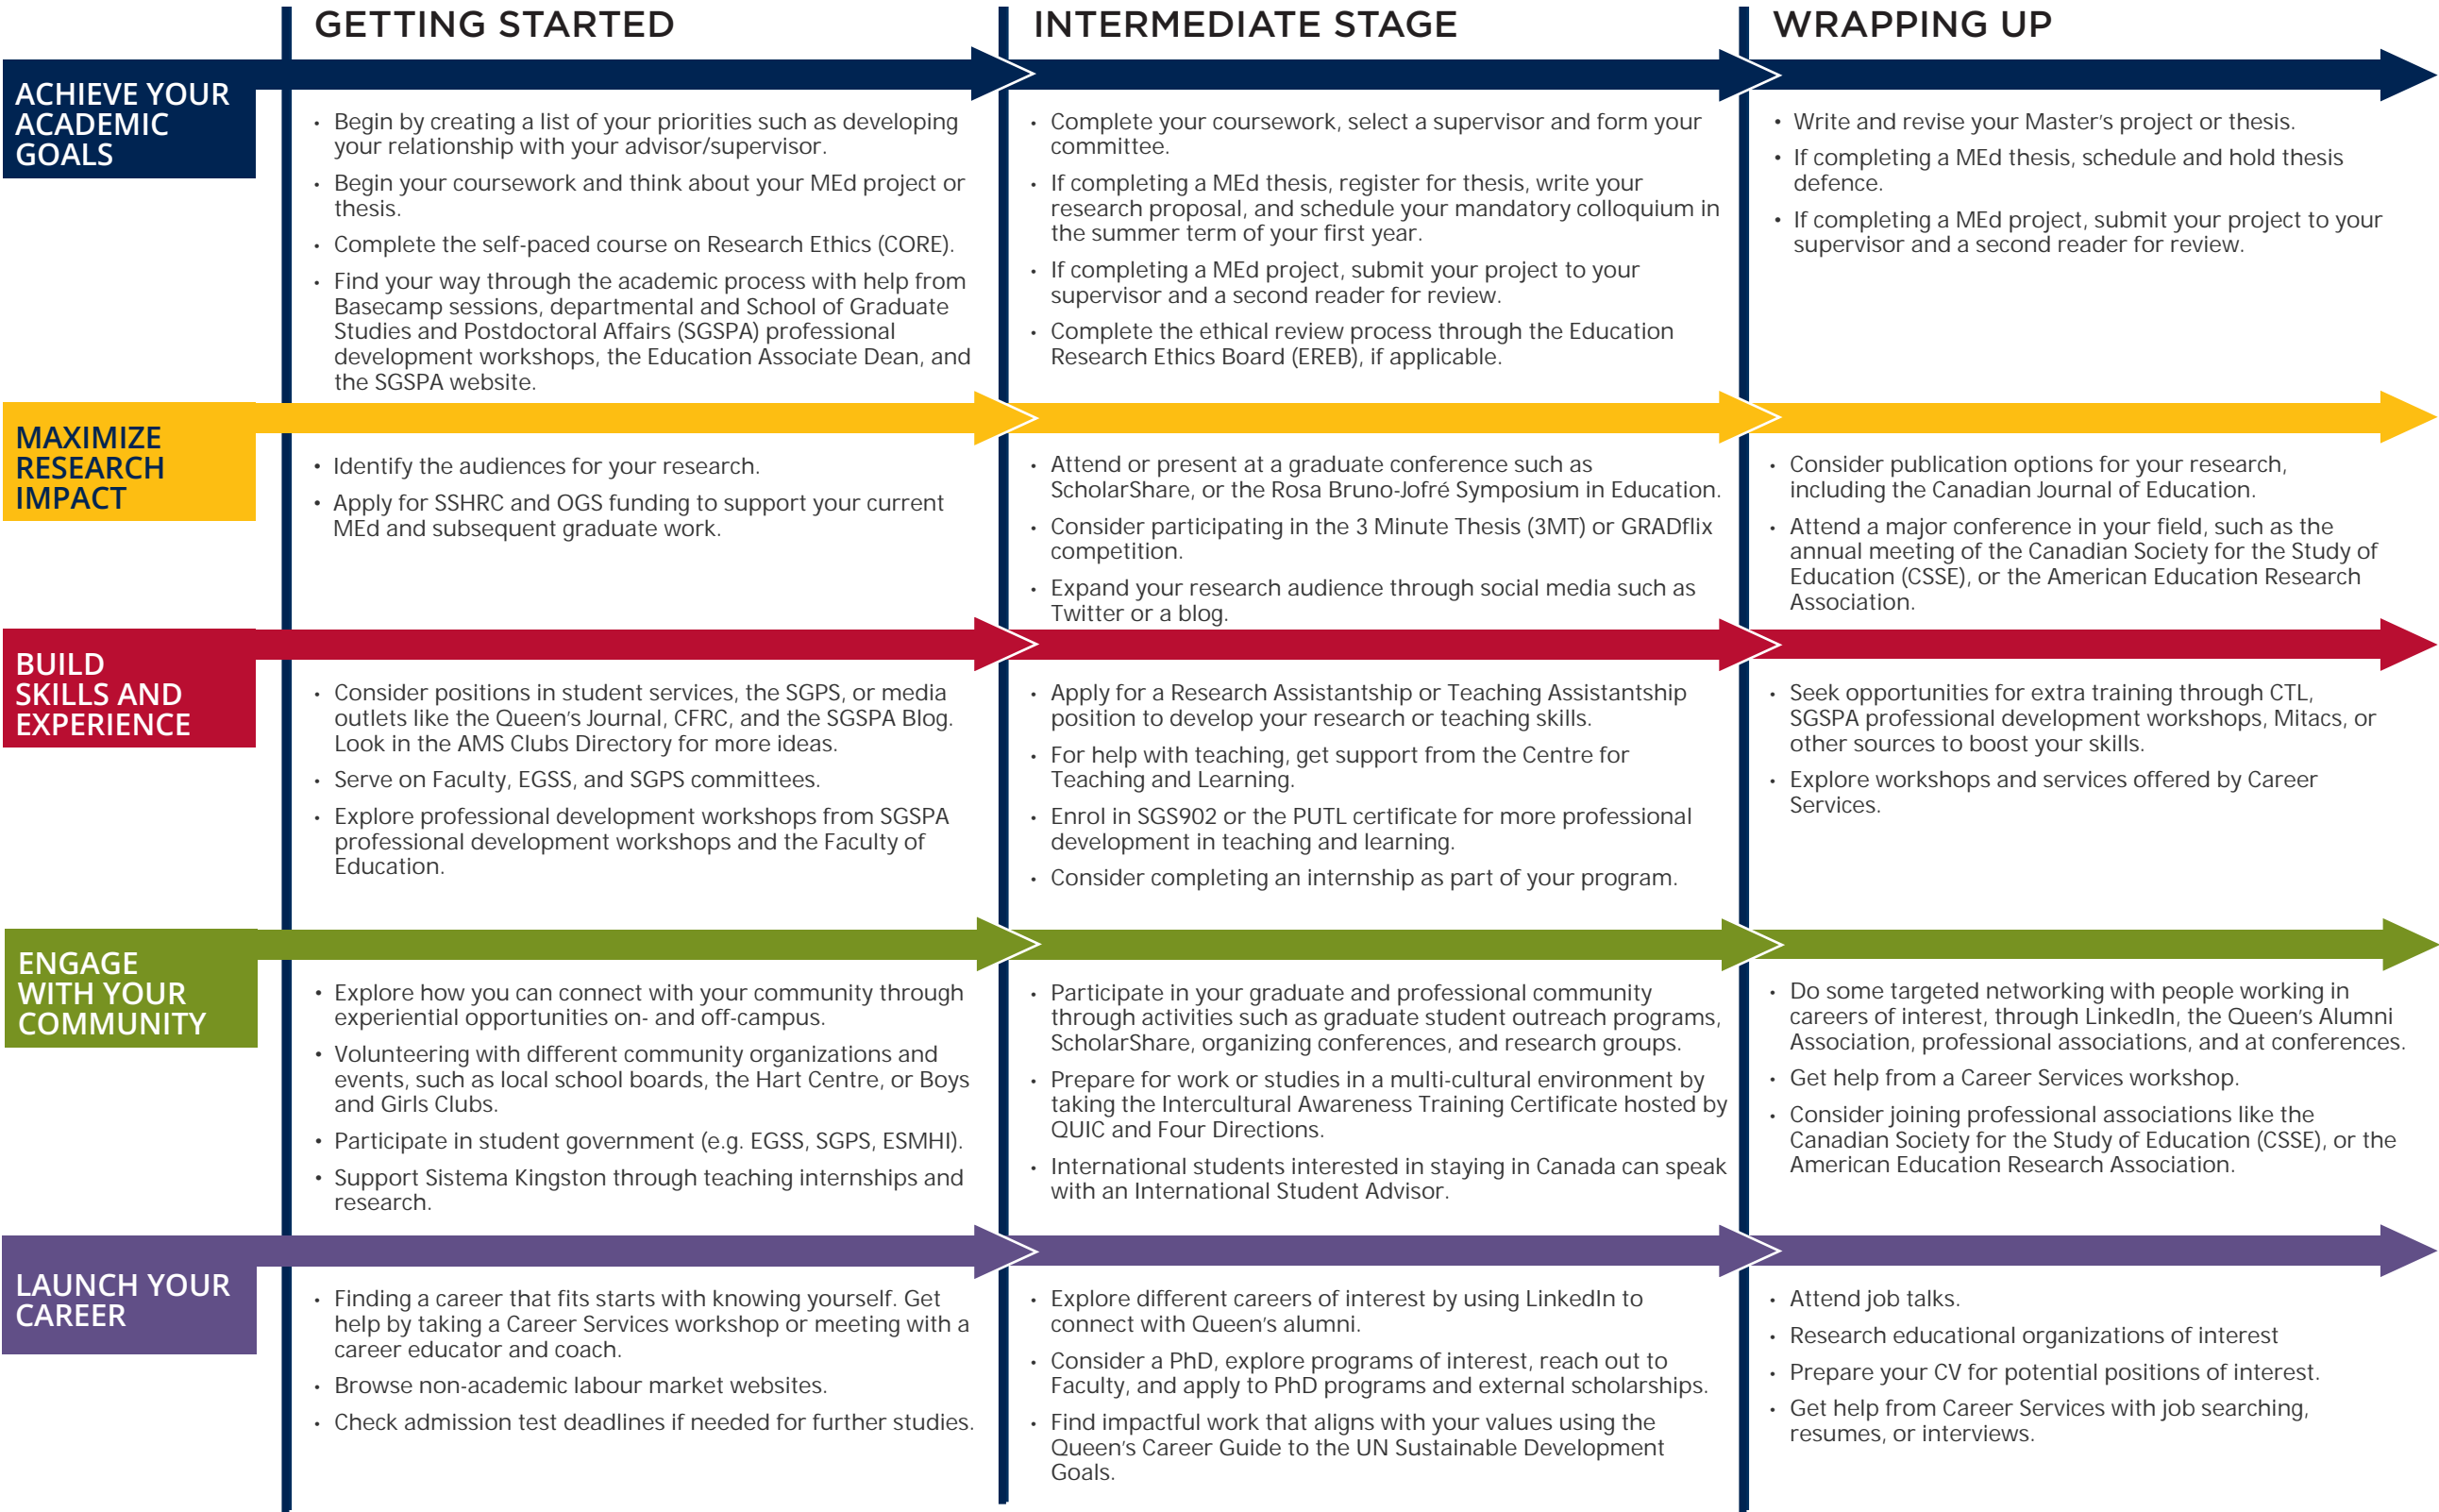 GETTING STARTED
INTERMEDIATE STAGE
WRAPPING UP
ACHIEVE YOUR
ACADEMIC
GOALS
• Begin by creating a list of your priorities such as developing
your relationship with your advisor/supervisor.
• Begin your coursework and think about your MEd project or
thesis.
• Complete the self-paced course on Research Ethics (CORE).
• Find your way through the academic process with help from
Basecamp sessions, departmental and School of Graduate
Studies and Postdoctoral Affairs (SGSPA) professional
development workshops, the Education Associate Dean, and
the SGSPA website.
• Complete your coursework, select a supervisor and form your
committee.
• If completing a MEd thesis, register for thesis, write your
research proposal, and schedule your mandatory colloquium in
the summer term of your first year.
• If completing a MEd project, submit your project to your
supervisor and a second reader for review.
• Complete the ethical review process through the Education
Research Ethics Board (EREB), if applicable.
• Write and revise your Master's project or thesis.
• If completing a MEd thesis, schedule and hold thesis
defence.
• If completing a MEd project, submit your project to your
supervisor and a second reader for review.
MAXIMIZE
RESEARCH
IMPACT
• Identify the audiences for your research.
• Apply for SSHRC and OGS funding to support your current
MEd and subsequent graduate work.
• Attend or present at a graduate conference such as
ScholarShare, or the Rosa Bruno-Jofré Symposium in Education.
• Consider participating in the 3 Minute Thesis (3MT) or GRADflix
competition.
• Expand your research audience through social media such as
Twitter or a blog.
• Consider publication options for your research,
including the Canadian Journal of Education.
• Attend a major conference in your field, such as the
annual meeting of the Canadian Society for the Study of
Education (CSSE), or the American Education Research
Association.
BUILD
SKILLS AND
EXPERIENCE
• Consider positions in student services, the SGPS, or media
outlets like the Queen's Journal, CFRC, and the SGSPA Blog.
Look in the AMS Clubs Directory for more ideas.
• Serve on Faculty, EGSS, and SGPS committees.
• Explore professional development workshops from SGSPA
professional development workshops and the Faculty of
Education.
• Apply for a Research Assistantship or Teaching Assistantship
position to develop your research or teaching skills.
• For help with teaching, get support from the Centre for
Teaching and Learning.
• Enrol in SGS902 or the PUTL certificate for more professional
development in teaching and learning.
• Consider completing an internship as part of your program.
• Seek opportunities for extra training through CTL,
SGSPA professional development workshops, Mitacs, or
other sources to boost your skills.
• Explore workshops and services offered by Career
Services.
ENGAGE
WITH YOUR
COMMUNITY
• Explore how you can connect with your community through
experiential opportunities on- and off-campus.
• Volunteering with different community organizations and
events, such as local school boards, the Hart Centre, or Boys
and Girls Clubs.
• Participate in student government (e.g. EGSS, SGPS, ESMHI).
• Support Sistema Kingston through teaching internships and
research.
• Participate in your graduate and professional community
through activities such as graduate student outreach programs,
ScholarShare, organizing conferences, and research groups.
• Prepare for work or studies in a multi-cultural environment by
taking the Intercultural Awareness Training Certificate hosted by
QUIC and Four Directions.
• International students interested in staying in Canada can speak
with an International Student Advisor.
• Do some targeted networking with people working in
careers of interest, through LinkedIn, the Queen's Alumni
Association, professional associations, and at conferences.
• Get help from a Career Services workshop.
• Consider joining professional associations like the
Canadian Society for the Study of Education (CSSE), or the
American Education Research Association.
LAUNCH YOUR
CAREER
• Finding a career that fits starts with knowing yourself. Get
help by taking a Career Services workshop or meeting with a
career educator and coach.
• Browse non-academic labour market websites.
• Check admission test deadlines if needed for further studies.
• Explore different careers of interest by using LinkedIn to
connect with Queen's alumni.
• Consider a PhD, explore programs of interest, reach out to
Faculty, and apply to PhD programs and external scholarships.
• Find impactful work that aligns with your values using the
Queen's Career Guide to the UN Sustainable Development
Goals.
• Attend job talks.
• Research educational organizations of interest
• Prepare your CV for potential positions of interest.
• Get help from Career Services with job searching,
resumes, or interviews.